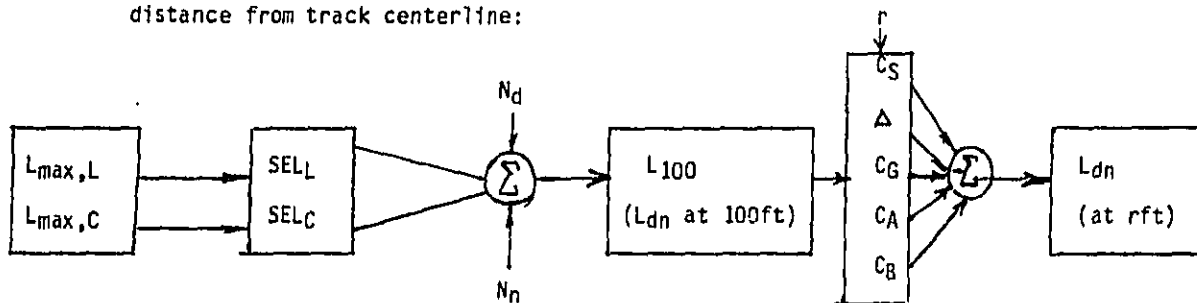 distance from track centerline:
r
N_d
L_max,L
L_max,C
SEL_L
SEL_C
Σ
N_n
L_100
(L_dn at 100ft)
C_S
Δ
C_G
C_A
C_B
Σ
L_dn
(at rft)